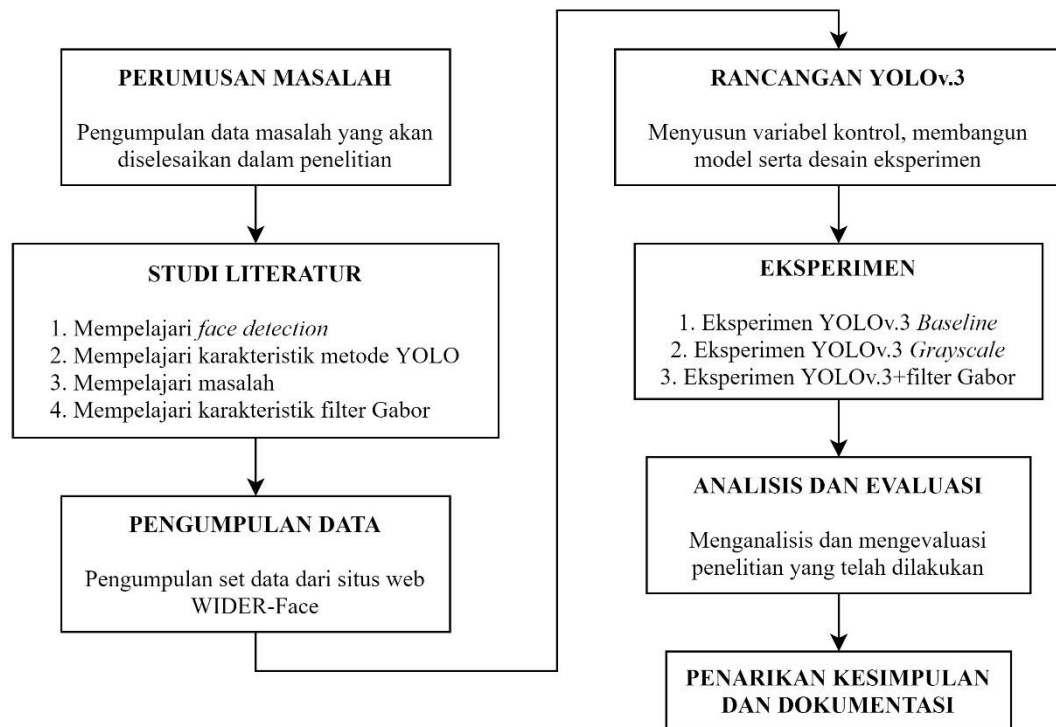 PERUMUSAN MASALAH
Pengumpulan data masalah yang akan
diselesaikan dalam penelitian
STUDI LITERATUR
1. Mempelajari face detection
2. Mempelajari karakteristik metode YOLO
3. Mempelajari masalah
4. Mempelajari karakteristik filter Gabor
PENGUMPULAN DATA
Pengumpulan set data dari situs web
WIDER-Face
RANCANGAN YOLOv.3
Menyusun variabel kontrol, membangun
model serta desain eksperimen
EKSPERIMEN
1. Eksperimen YOLOv.3 Baseline
2. Eksperimen YOLOv.3 Grayscale
3. Eksperimen YOLOv.3+filter Gabor
ANALISIS DAN EVALUASI
Menganalisis dan mengevaluasi
penelitian yang telah dilakukan
PENARIKAN KESIMPULAN
DAN DOKUMENTASI